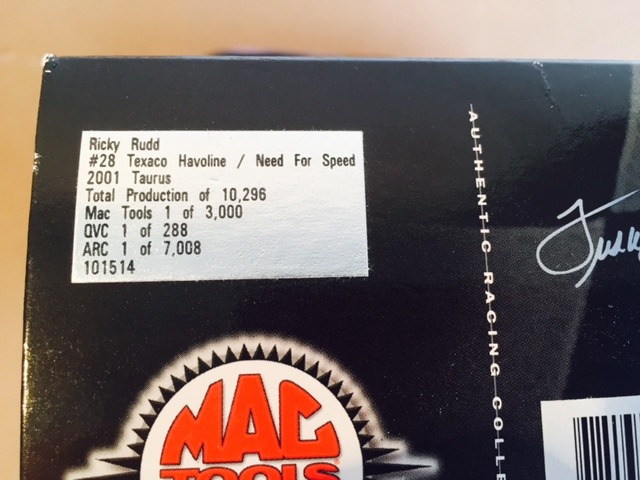 Ricky Rudd
#28 Texaco Havoline / Need For Speed
2001 Taurus
Total Production of 10,296
Mac Tools 1 of 3,000
QVC 1 of 288
ARC 1 of 7,008
101514
AUTHENTIC RACING COLLE
MAC
TOOLS